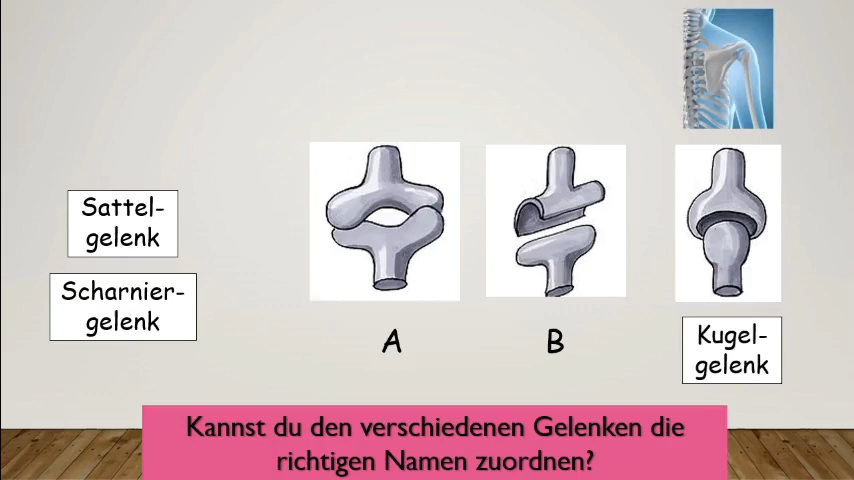 Sattel-
gelenk
Scharnier-
gelenk
A
B
Kugel-
gelenk
Kannst du den verschiedenen Gelenken die
richtigen Namen zuordnen?